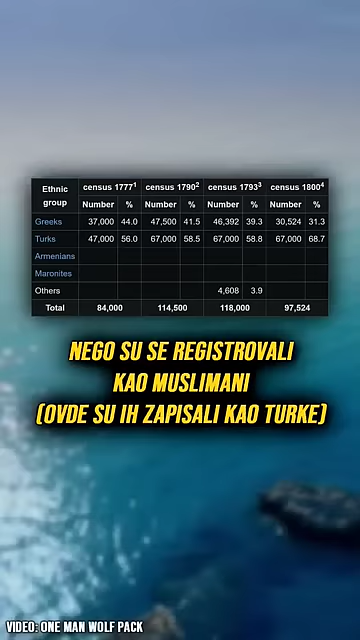 Ethnic group census 1777¹ census 1790² census 1793³ census 1800⁴
Number % Number % Number % Number %
Greeks 37,000 44.0 47,500 41.5 46,392 39.3 30,524 31.3
Turks 47,000 56.0 67,000 58.5 67,000 58.8 67,000 68.7
Armenians
Maronites
Others 4,608 3.9
Total 84,000 114,500 118,000 97,524
NEGO SU SE REGISTROVALI
KAO MUSLIMANI
(OVDE SU IH ZAPISALI KAO TURKE)
VIDEO: ONE MAN WOLF PACK